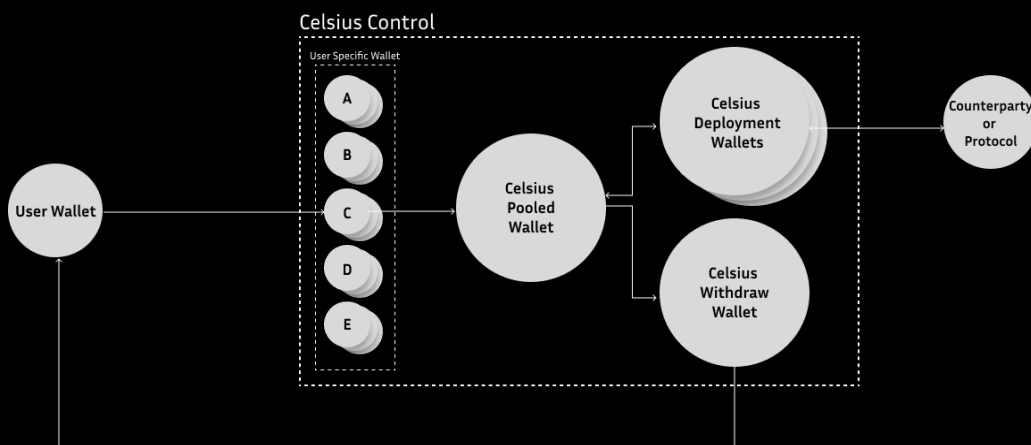 Celsius Control
User Specific Wallet
A
B
C
D
E
User Wallet
Celsius
Pooled
Wallet
Celsius
Deployment
Wallets
Celsius
Withdraw
Wallet
Counterparty
or
Protocol